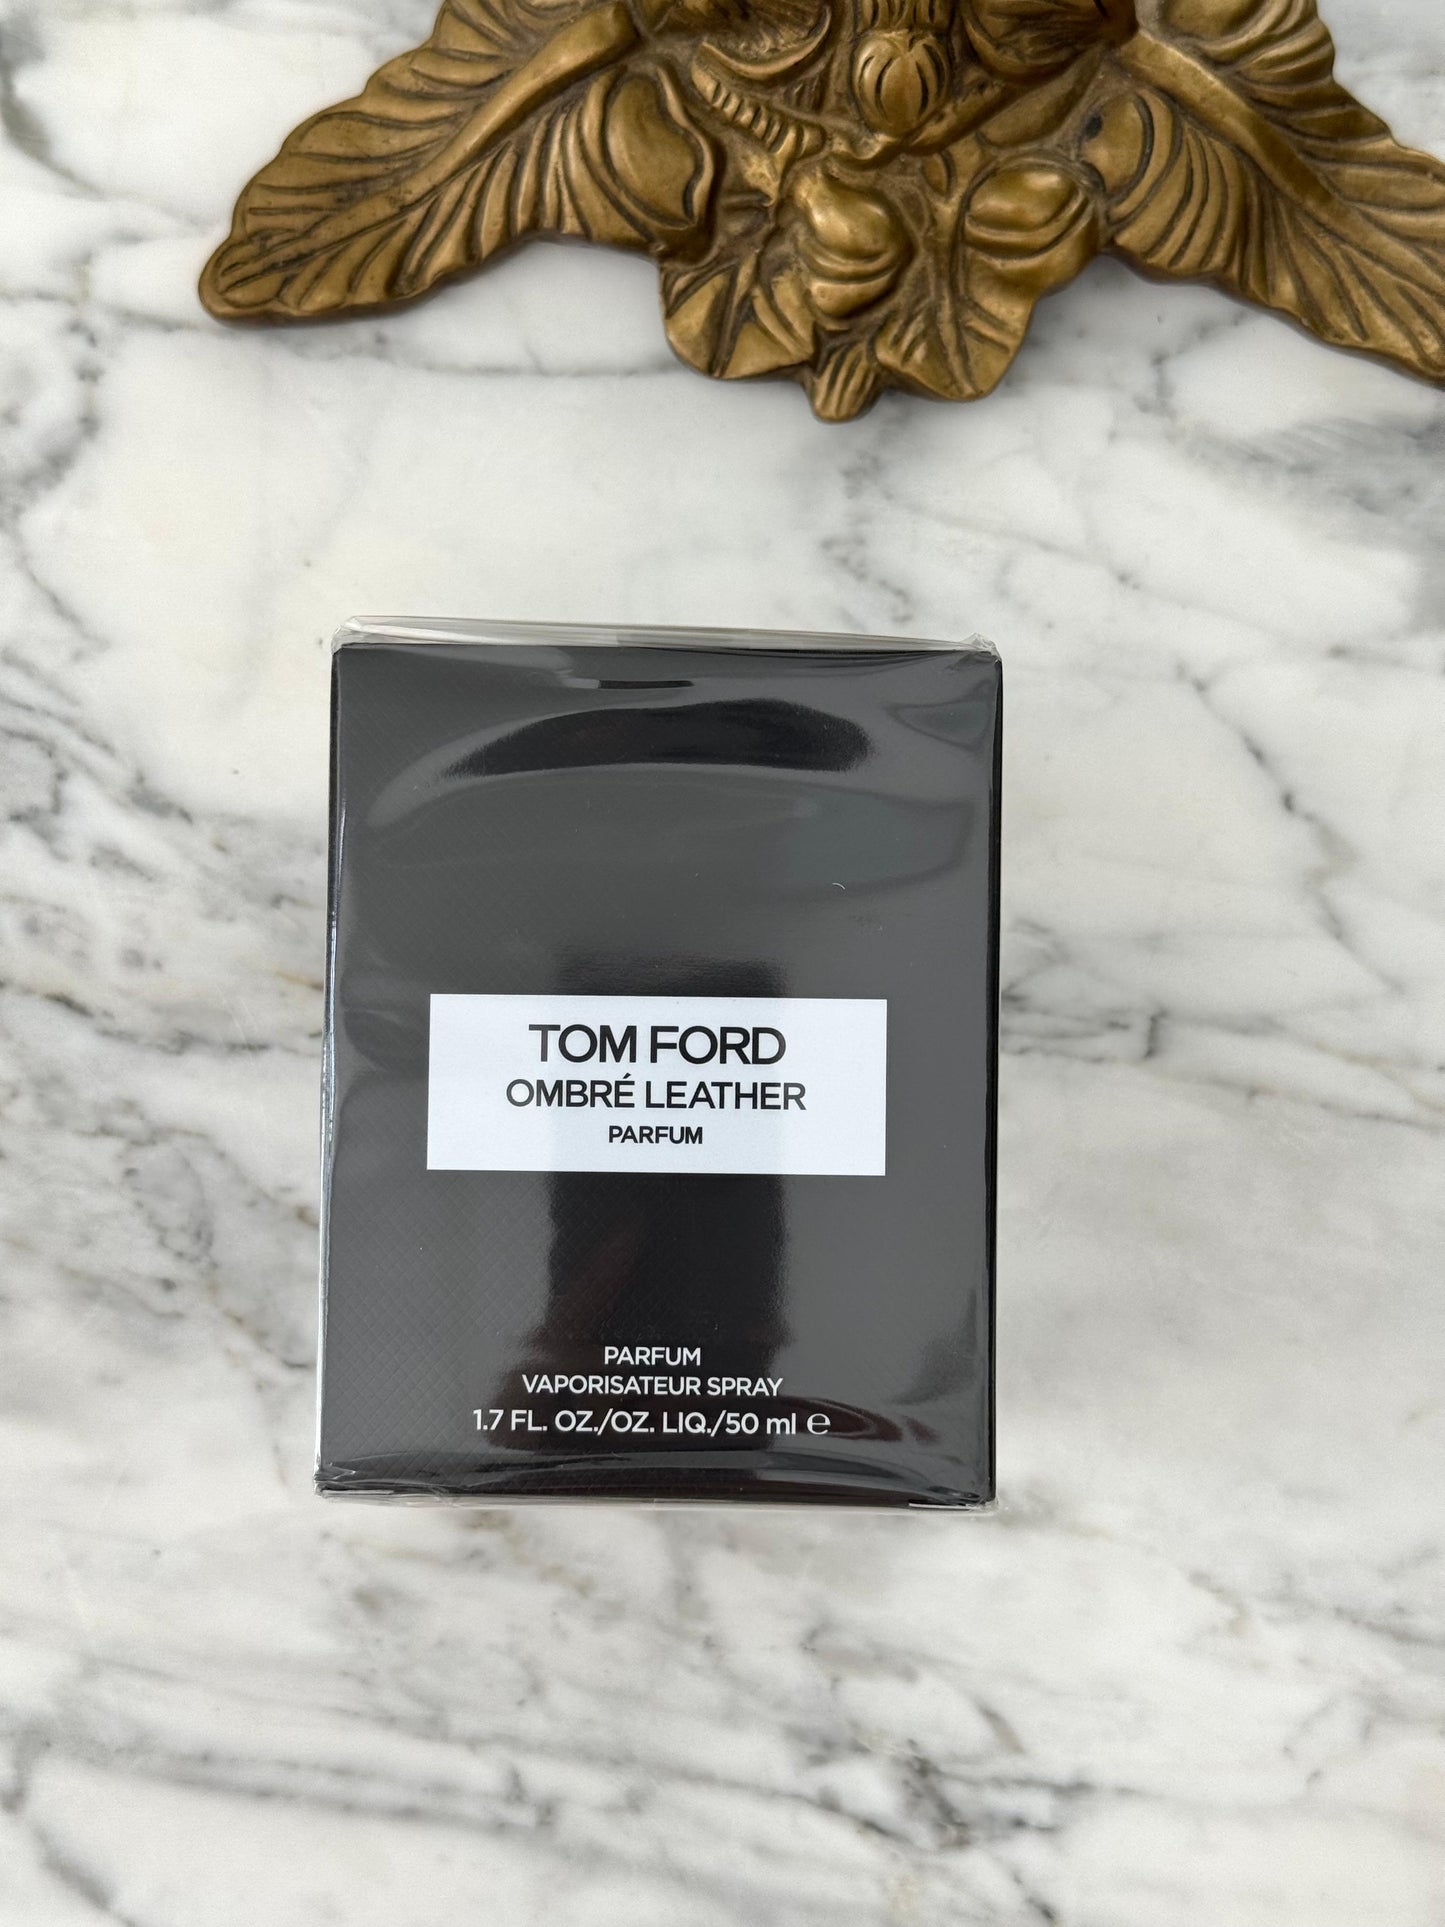 TOM FORD
OMBRÉ LEATHER
PARFUM
PARFUM
VAPORISATEUR SPRAY
1.7 FL. OZ./OZ. LIQ./50 ml ℮